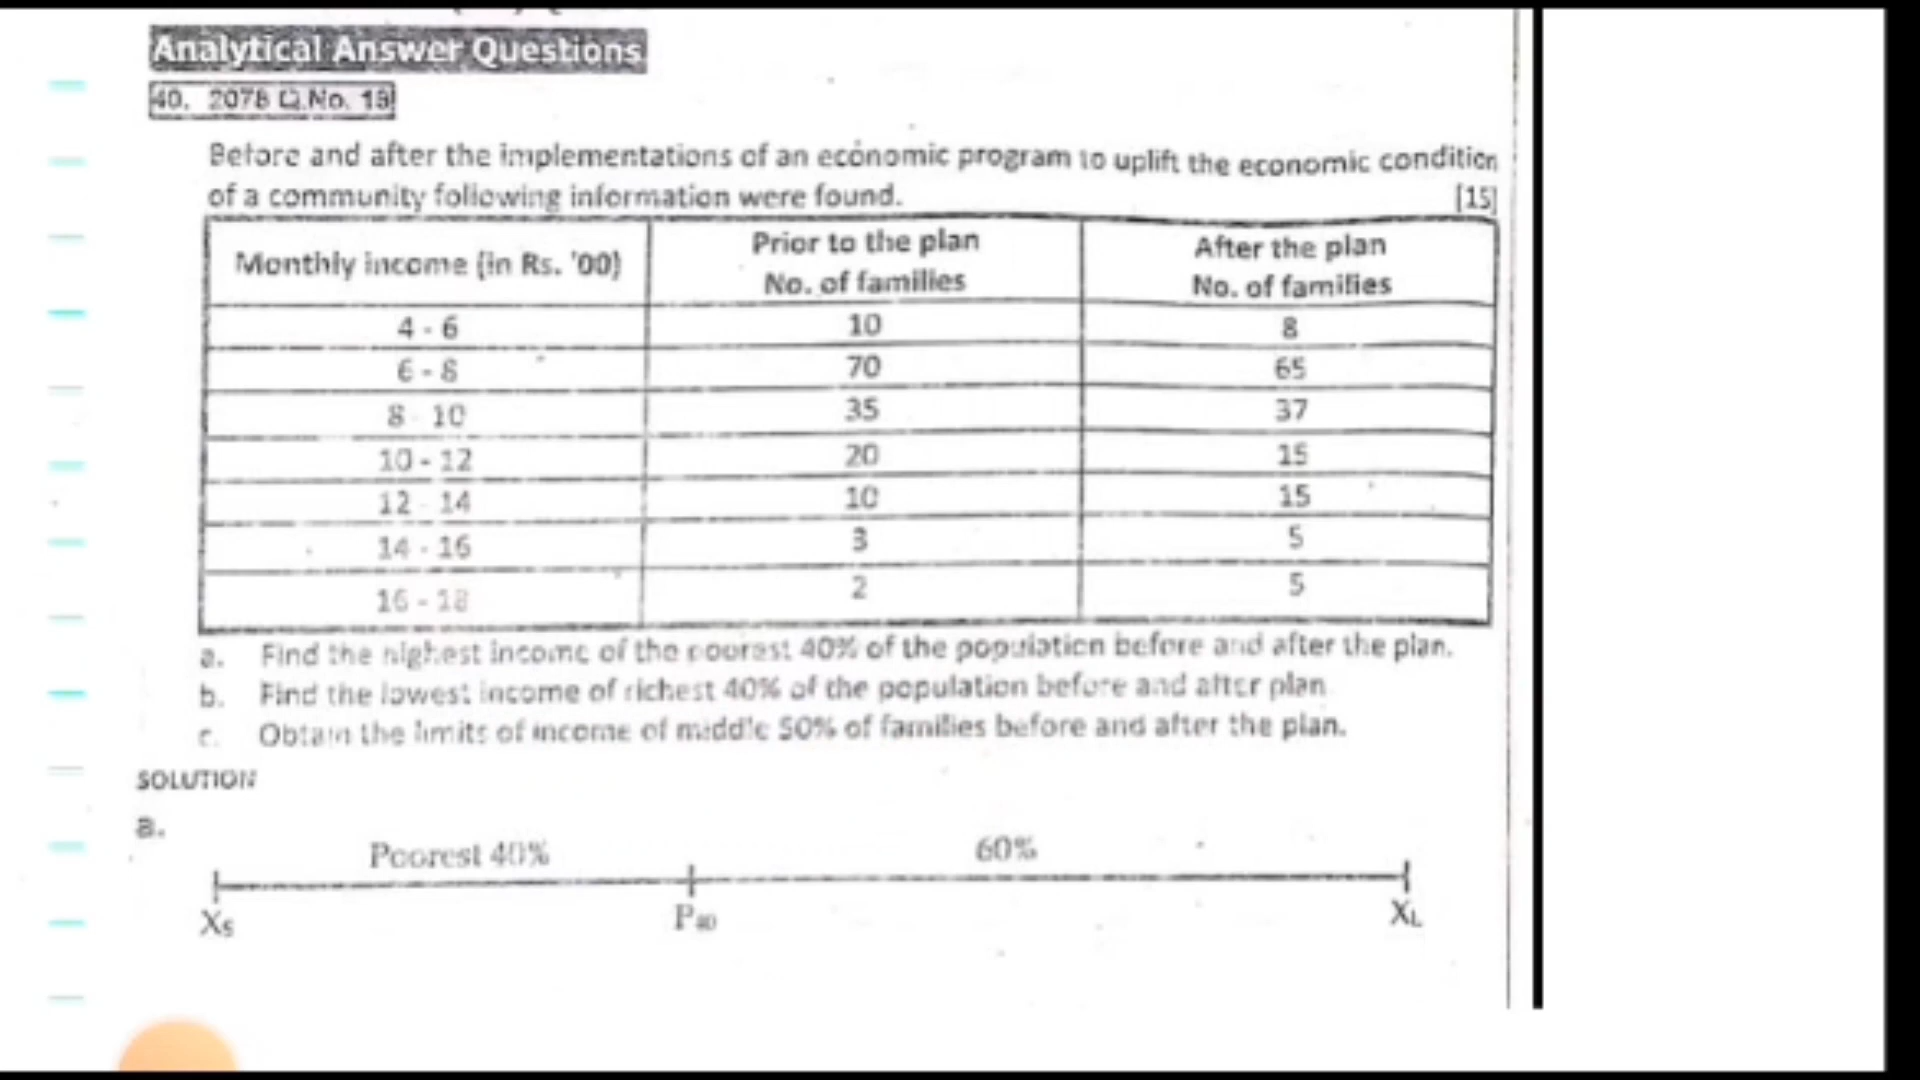 Analytical Answer Questions
40. 2078 Q.No. 18
Before and after the implementations of an economic program to uplift the economic condition
of a community following information were found. [15]
Monthly income (in Rs. '00) Prior to the plan No. of families After the plan No. of families
4 - 6 10 8
6 - 8 70 65
8 - 10 35 37
10 - 12 20 15
12 - 14 10 15
14 - 16 3 5
16 - 18 2 5
a. Find the highest income of the poorest 40% of the population before and after the plan.
b. Find the lowest income of richest 40% of the population before and after plan
c. Obtain the limits of income of middle 50% of families before and after the plan.
SOLUTION
a.
Poorest 40% 60%
Xs P40 XL